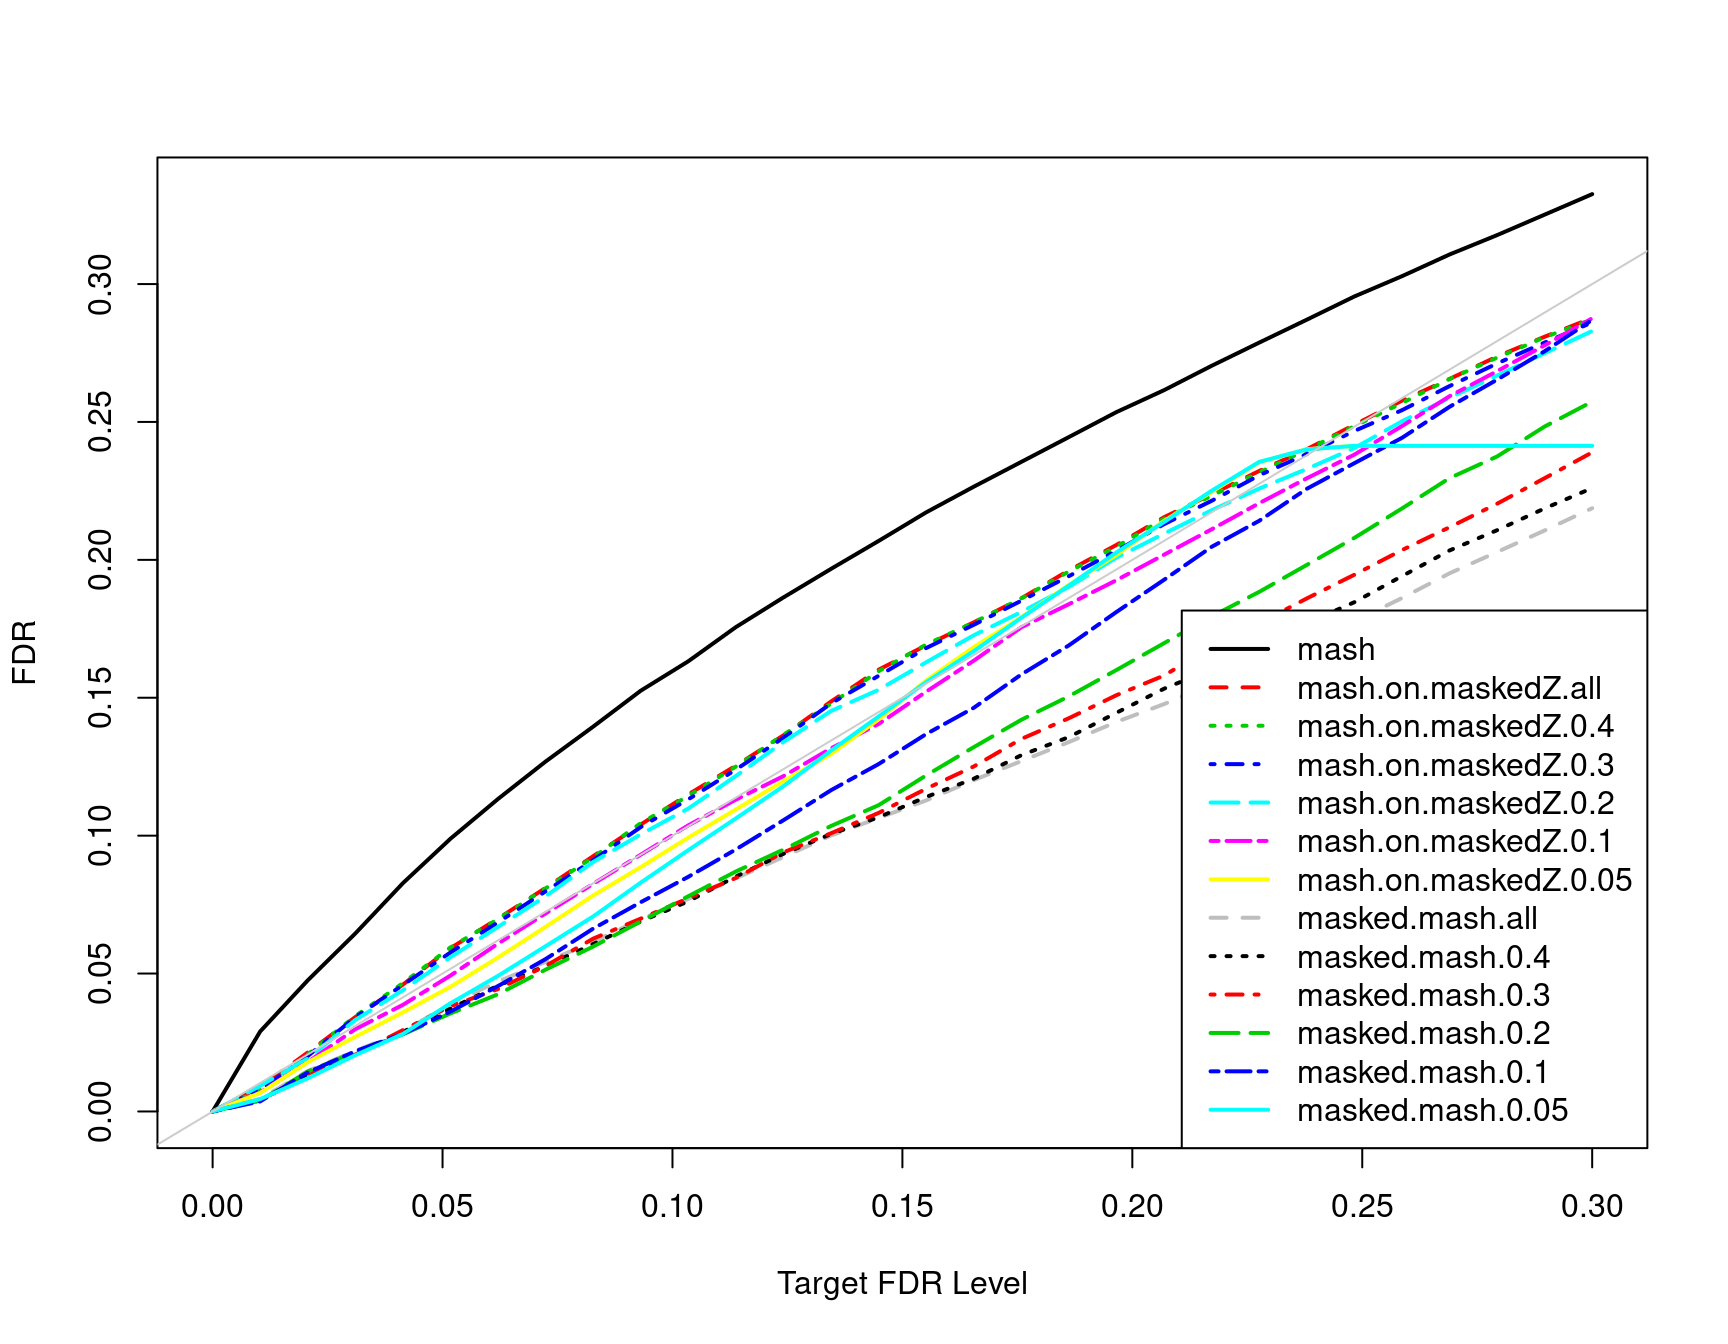 FDR
0.30
0.25
0.20
0.15
0.10
0.05
0.00
mash
mash.on.maskedZ.all
mash.on.maskedZ.0.4
mash.on.maskedZ.0.3
mash.on.maskedZ.0.2
mash.on.maskedZ.0.1
mash.on.maskedZ.0.05
masked.mash.all
masked.mash.0.4
masked.mash.0.3
masked.mash.0.2
masked.mash.0.1
masked.mash.0.05
0.00 0.05 0.10 0.15 0.20 0.25 0.30
Target FDR Level